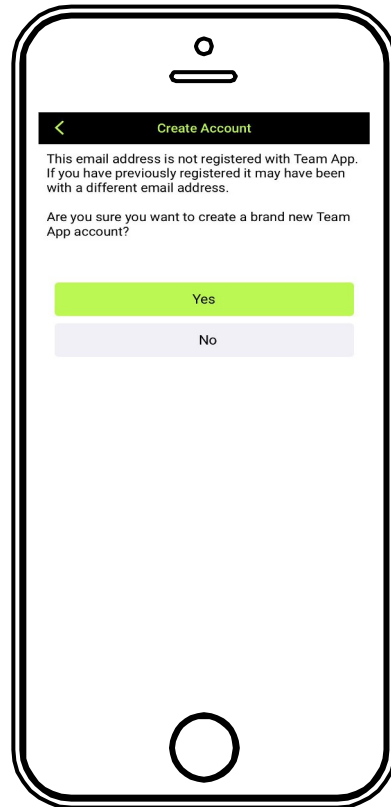 Create Account
This email address is not registered with Team App.
If you have previously registered it may have been
with a different email address.
Are you sure you want to create a brand new Team
App account?
Yes
No